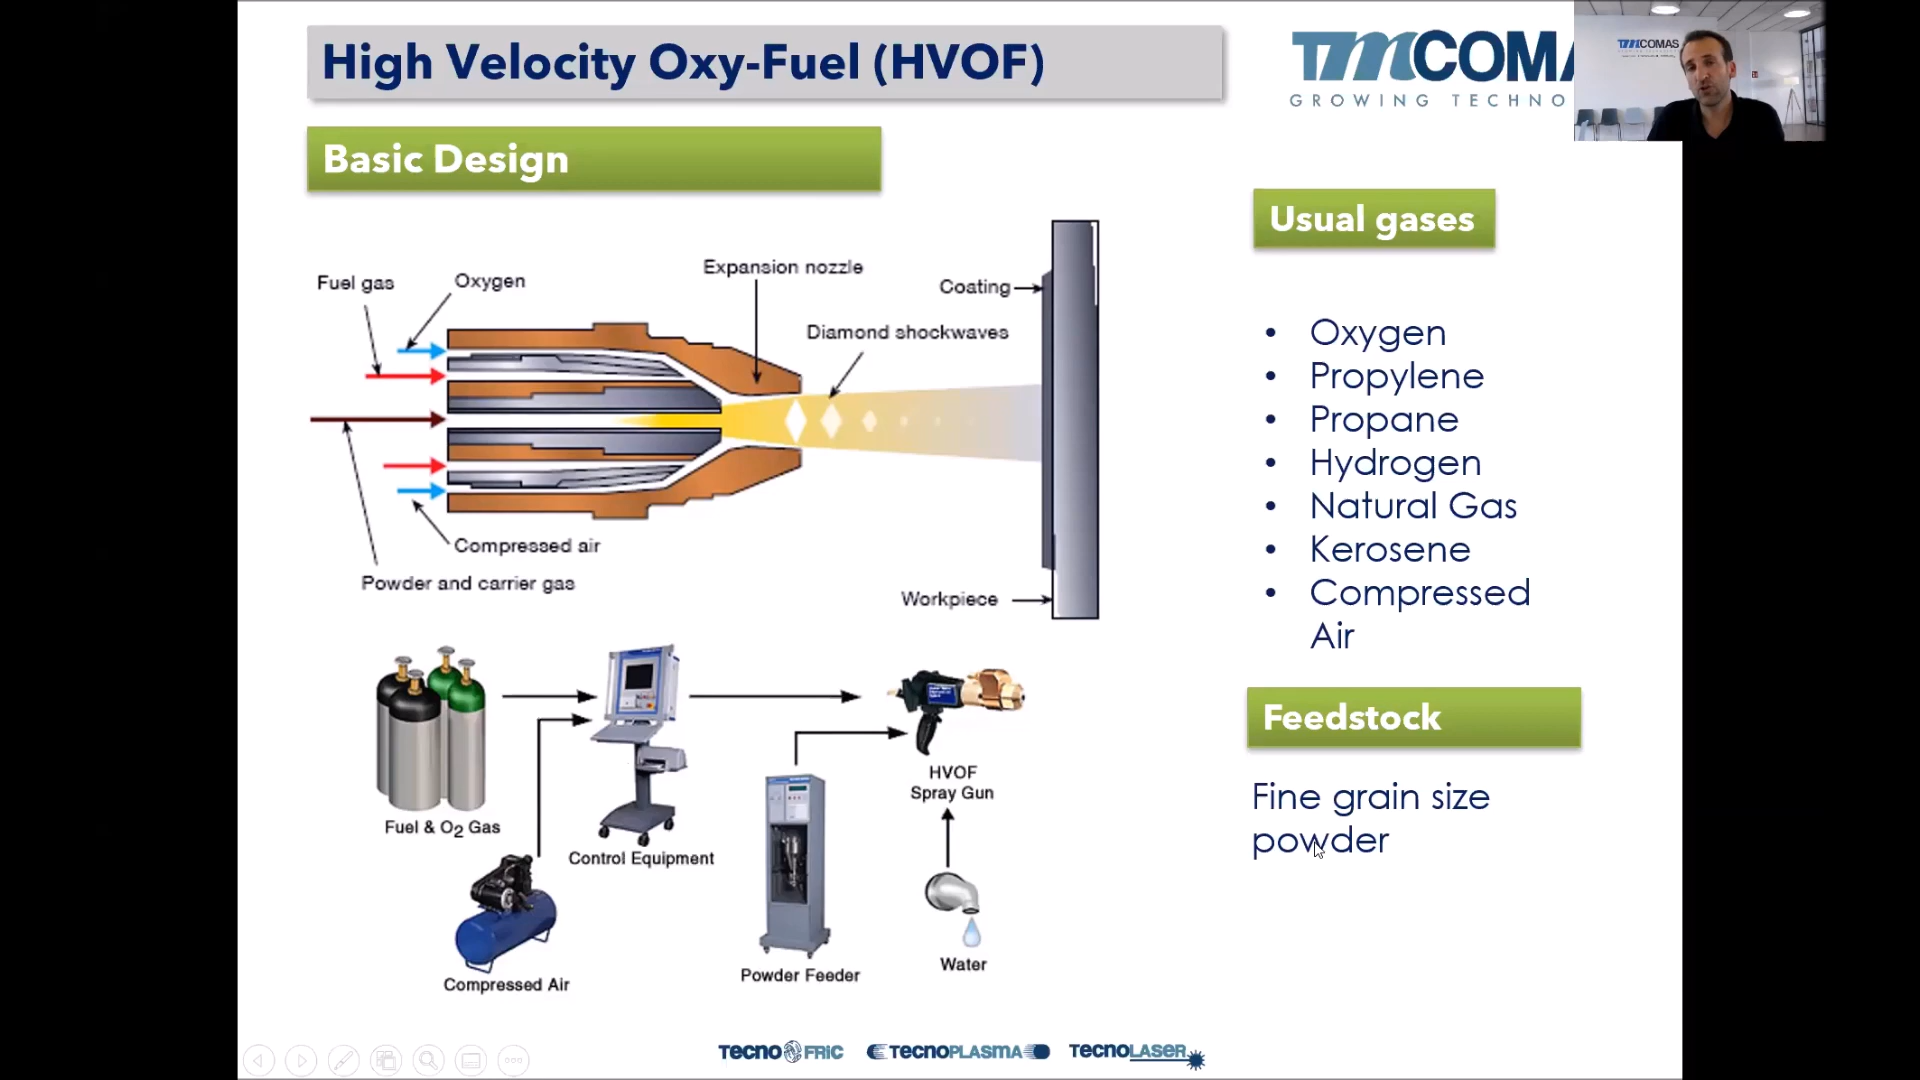 High Velocity Oxy-Fuel (HVOF)
TMCOMA
GROWING TECHNO
TMCOMAS
Basic Design
Usual gases
Fuel gas
Oxygen
Expansion nozzle
Coating
Diamond shockwaves
Compressed air
Powder and carrier gas
Workpiece
• Oxygen
• Propylene
• Propane
• Hydrogen
• Natural Gas
• Kerosene
• Compressed
Air
Feedstock
Fine grain size
powder
Fuel & O2 Gas
Control Equipment
HVOF
Spray Gun
Compressed Air
Powder Feeder
Water
TECNOFRIC
TECNOPLASMA
TECNOLASER